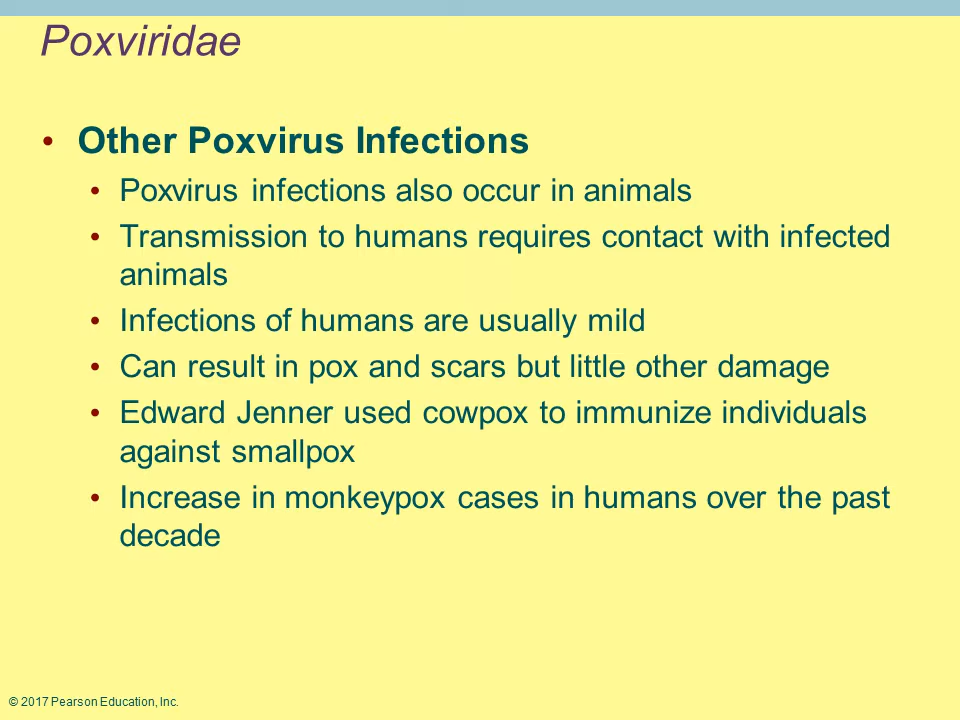 Poxviridae
• Other Poxvirus Infections
• Poxvirus infections also occur in animals
• Transmission to humans requires contact with infected
animals
• Infections of humans are usually mild
• Can result in pox and scars but little other damage
• Edward Jenner used cowpox to immunize individuals
against smallpox
• Increase in monkeypox cases in humans over the past
decade
© 2017 Pearson Education, Inc.